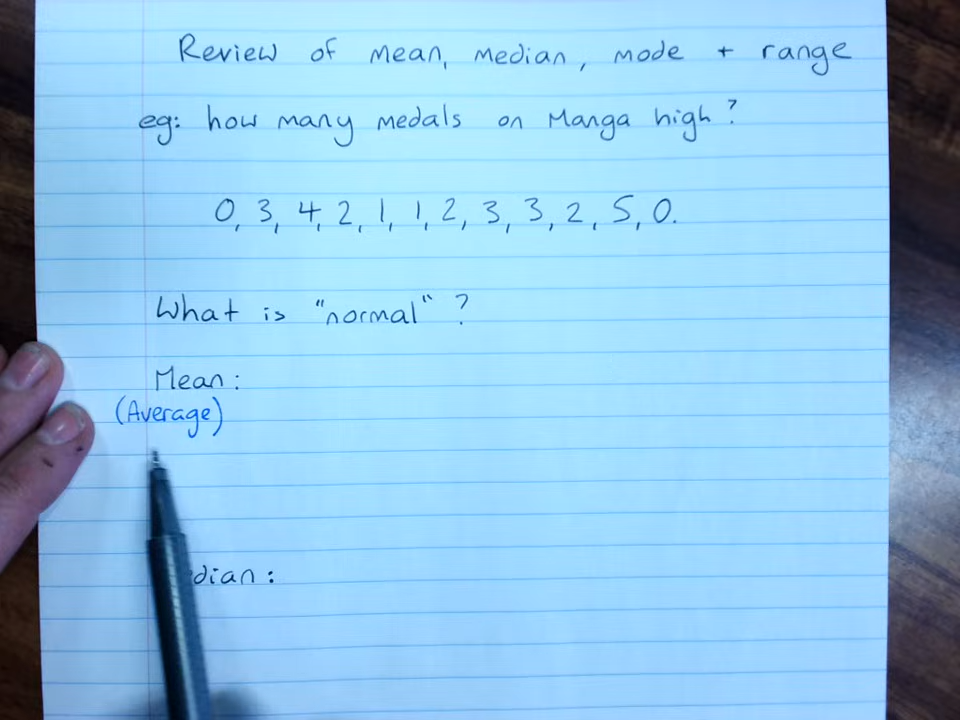 Review of mean, median, mode + range
eg: how many medals on Manga high?
0, 3, 4, 2, 1, 1, 2, 3, 3, 2, 5, 0.
What is "normal"?
Mean:
(Average)
dian: